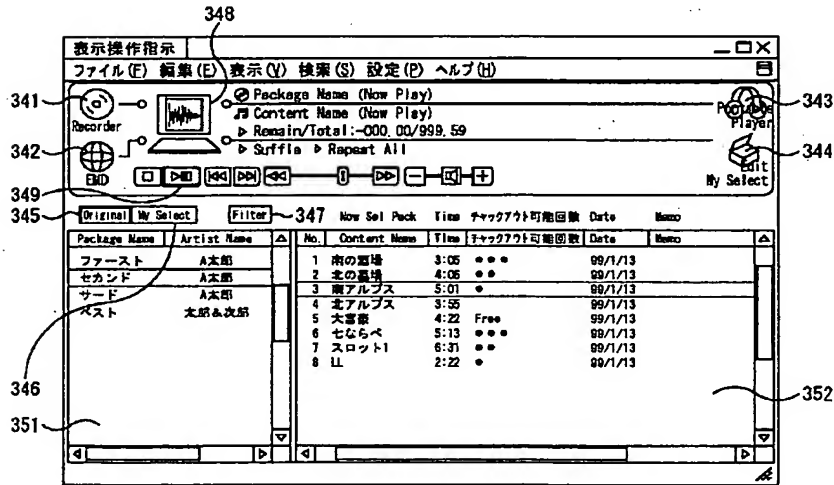 348
表示操作指示
ファイル(F) 編集(E) 表示(V) 検索(S) 設定(P) ヘルプ(H)
341
Recorder
Package Name (Now Play)
Content Name (Now Play)
Remain/Total:-000.00/999.59
Suffle Repeat All
Player
343
342
EMD
Edit
My Select
344
349
345
Original My Select Filter
347
Now Sel Pack Time チャックアウト可能回数 Date Memo
Package Name Artist Name
No. Content Name Time チャックアウト可能回数 Date Memo
ファースト A太郎
セカンド A太郎
サード A太郎
ベスト 太郎&次郎
1 南の酒場 3:05 ●●● 99/1/13
2 北の墓場 4:06 ●● 99/1/13
3 南アルプス 5:01 ● 99/1/13
4 北アルプス 3:55 99/1/13
5 大富豪 4:22 Free 99/1/13
6 七ならべ 5:13 ●●● 99/1/13
7 スロット1 6:31 ●● 99/1/13
8 LL 2:22 ● 99/1/13
346
351
352